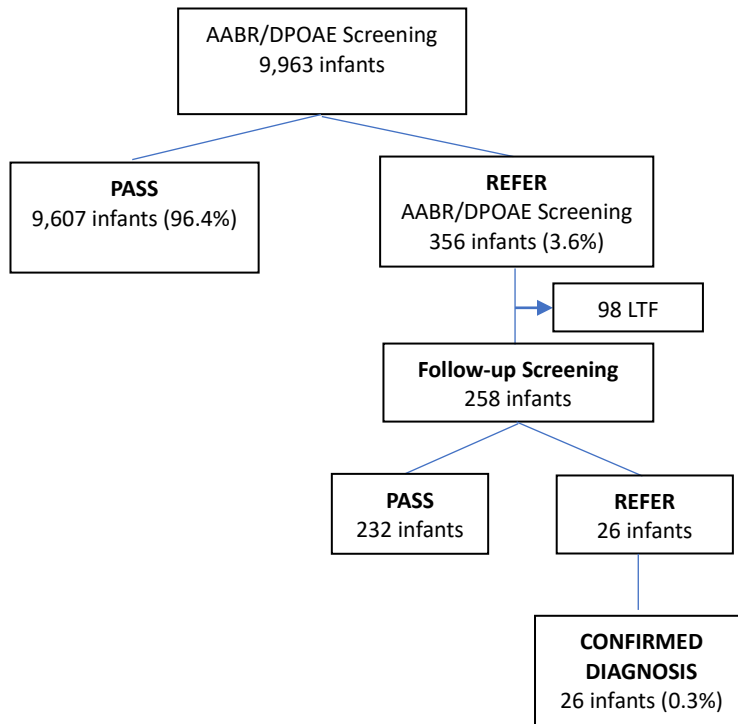 AABR/DPOAE Screening
9,963 infants
PASS
9,607 infants (96.4%)
REFER
AABR/DPOAE Screening
356 infants (3.6%)
98 LTF
Follow-up Screening
258 infants
PASS
232 infants
REFER
26 infants
CONFIRMED
DIAGNOSIS
26 infants (0.3%)